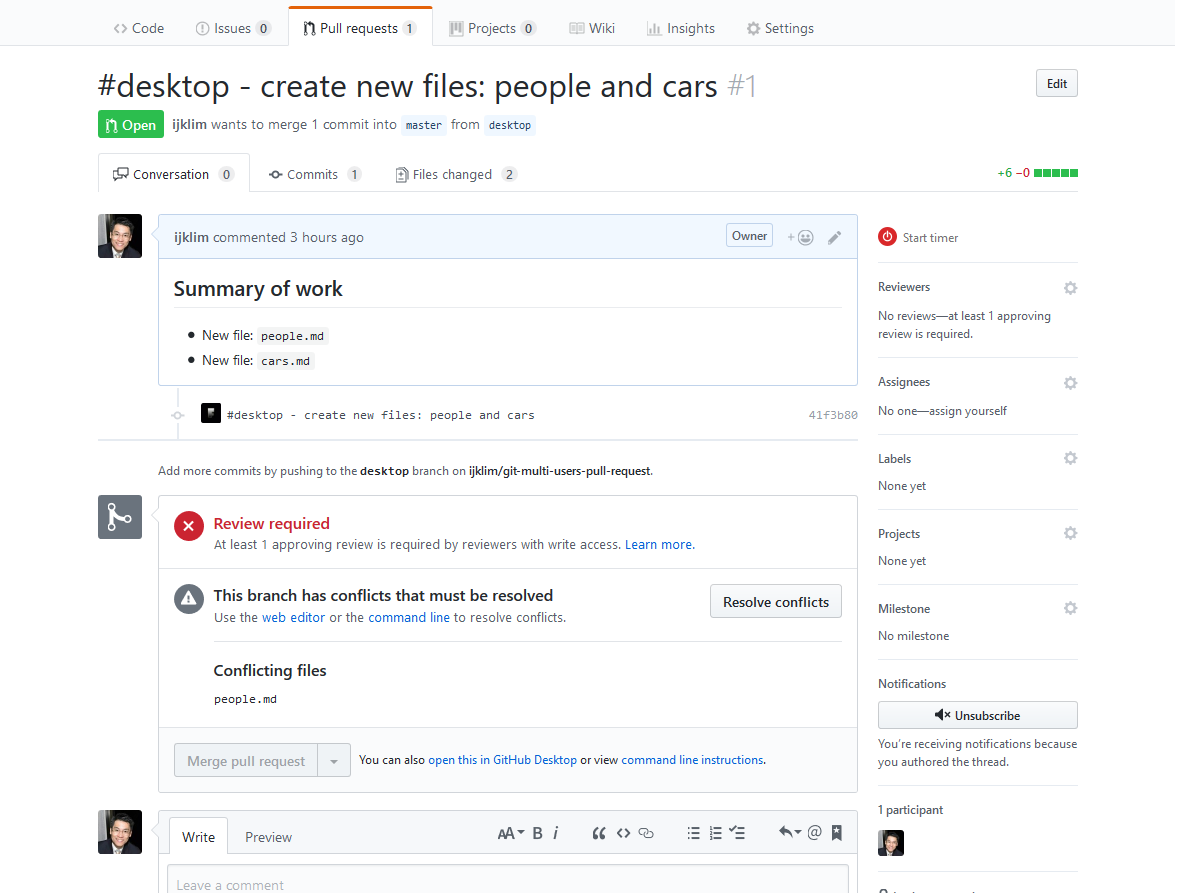 Code Issues 0 Pull requests 1 Projects 0 Wiki Insights Settings
#desktop - create new files: people and cars #1
Edit
Open ijklim wants to merge 1 commit into master from desktop
Conversation 0 Commits 1 Files changed 2
+6 −0
ijklim commented 3 hours ago
Owner
Summary of work
New file: people.md
New file: cars.md
#desktop - create new files: people and cars 41f3b80
Add more commits by pushing to the desktop branch on ijklim/git-multi-users-pull-request.
Review required
At least 1 approving review is required by reviewers with write access. Learn more.
This branch has conflicts that must be resolved
Use the web editor or the command line to resolve conflicts.
Resolve conflicts
Conflicting files
people.md
Merge pull request You can also open this in GitHub Desktop or view command line instructions.
Write Preview
AA B i
Leave a comment
Start timer
Reviewers
No reviews—at least 1 approving
review is required.
Assignees
No one—assign yourself
Labels
None yet
Projects
None yet
Milestone
No milestone
Notifications
Unsubscribe
You're receiving notifications because
you authored the thread.
1 participant